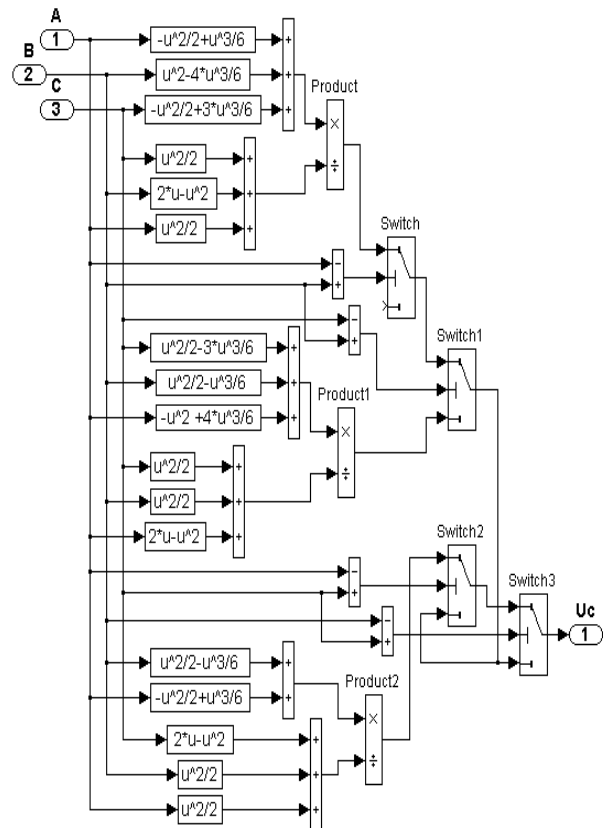 A
1
B
2
C
3
-u^2/2+u^3/6
u^2-4*u^3/6
-u^2/2+3*u^3/6
+
+
+
Product
×
÷
u^2/2
2*u-u^2
u^2/2
+
+
+
Switch
−
+
−
+
Switch1
u^2/2-3*u^3/6
u^2/2-u^3/6
-u^2 +4*u^3/6
+
+
+
Product1
×
÷
u^2/2
u^2/2
2*u-u^2
+
+
+
Switch2
−
+
Switch3
−
+
Uc
1
u^2/2-u^3/6
-u^2/2+u^3/6
+
+
Product2
×
÷
2*u-u^2
u^2/2
u^2/2
+
+
+